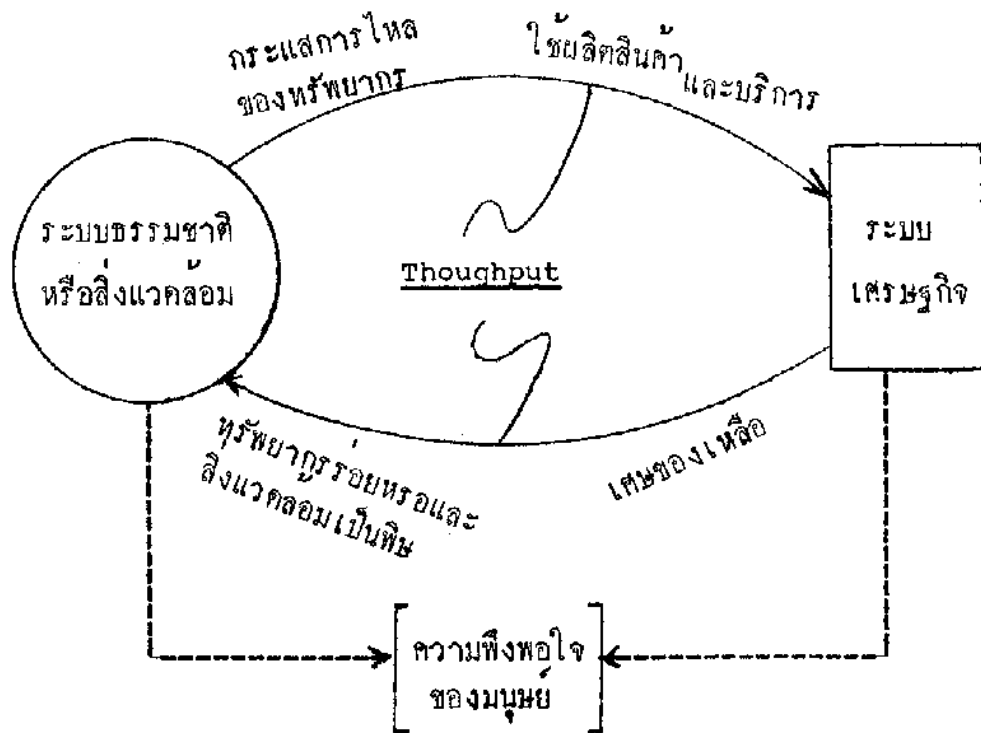 กระแสการไหล
ของทรัพยากร
ใช้ผลิตสินค้า
และบริการ
ระบบธรรมชาติ
หรือสิ่งแวดล้อม
Thoughput
ระบบ
เศรษฐกิจ
ทรัพยากรร่อยหรอและ
สิ่งแวดล้อมเป็นพิษ
เศษของเหลือ
ความพึงพอใจ
ของมนุษย์